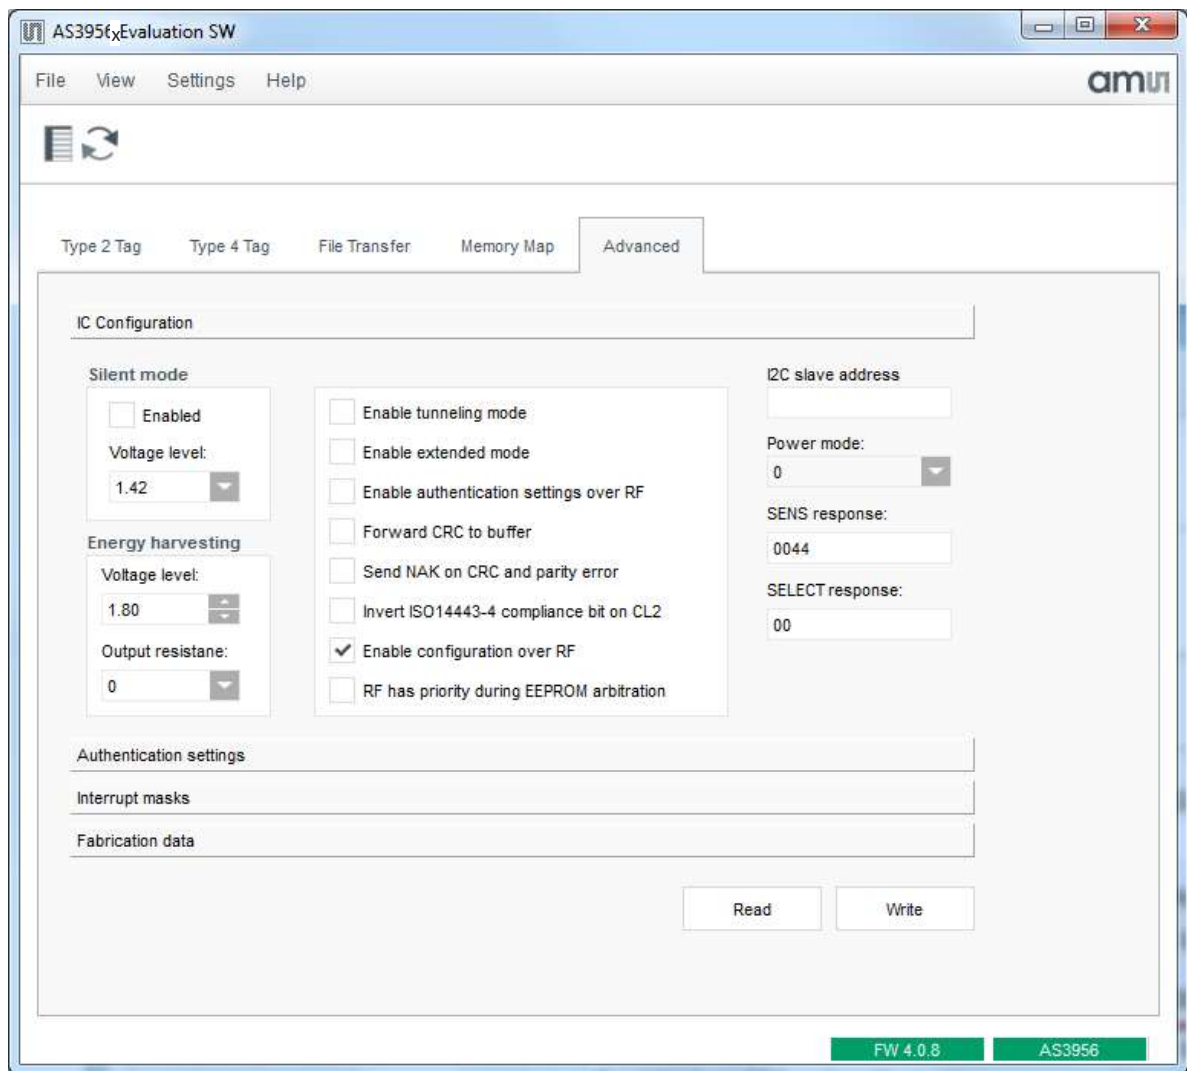 AS3956x Evaluation SW
File View Settings Help
amu
Type 2 Tag Type 4 Tag File Transfer Memory Map Advanced
IC Configuration
Silent mode
Enabled
Voltage level:
1.42
Energy harvesting
Voltage level:
1.80
Output resistane:
0
Enable tunneling mode
Enable extended mode
Enable authentication settings over RF
Forward CRC to buffer
Send NAK on CRC and parity error
Invert ISO14443-4 compliance bit on CL2
Enable configuration over RF
RF has priority during EEPROM arbitration
I2C slave address
Power mode:
0
SENS response:
0044
SELECT response:
00
Authentication settings
Interrupt masks
Fabrication data
Read Write
FW 4.0.8 AS3956